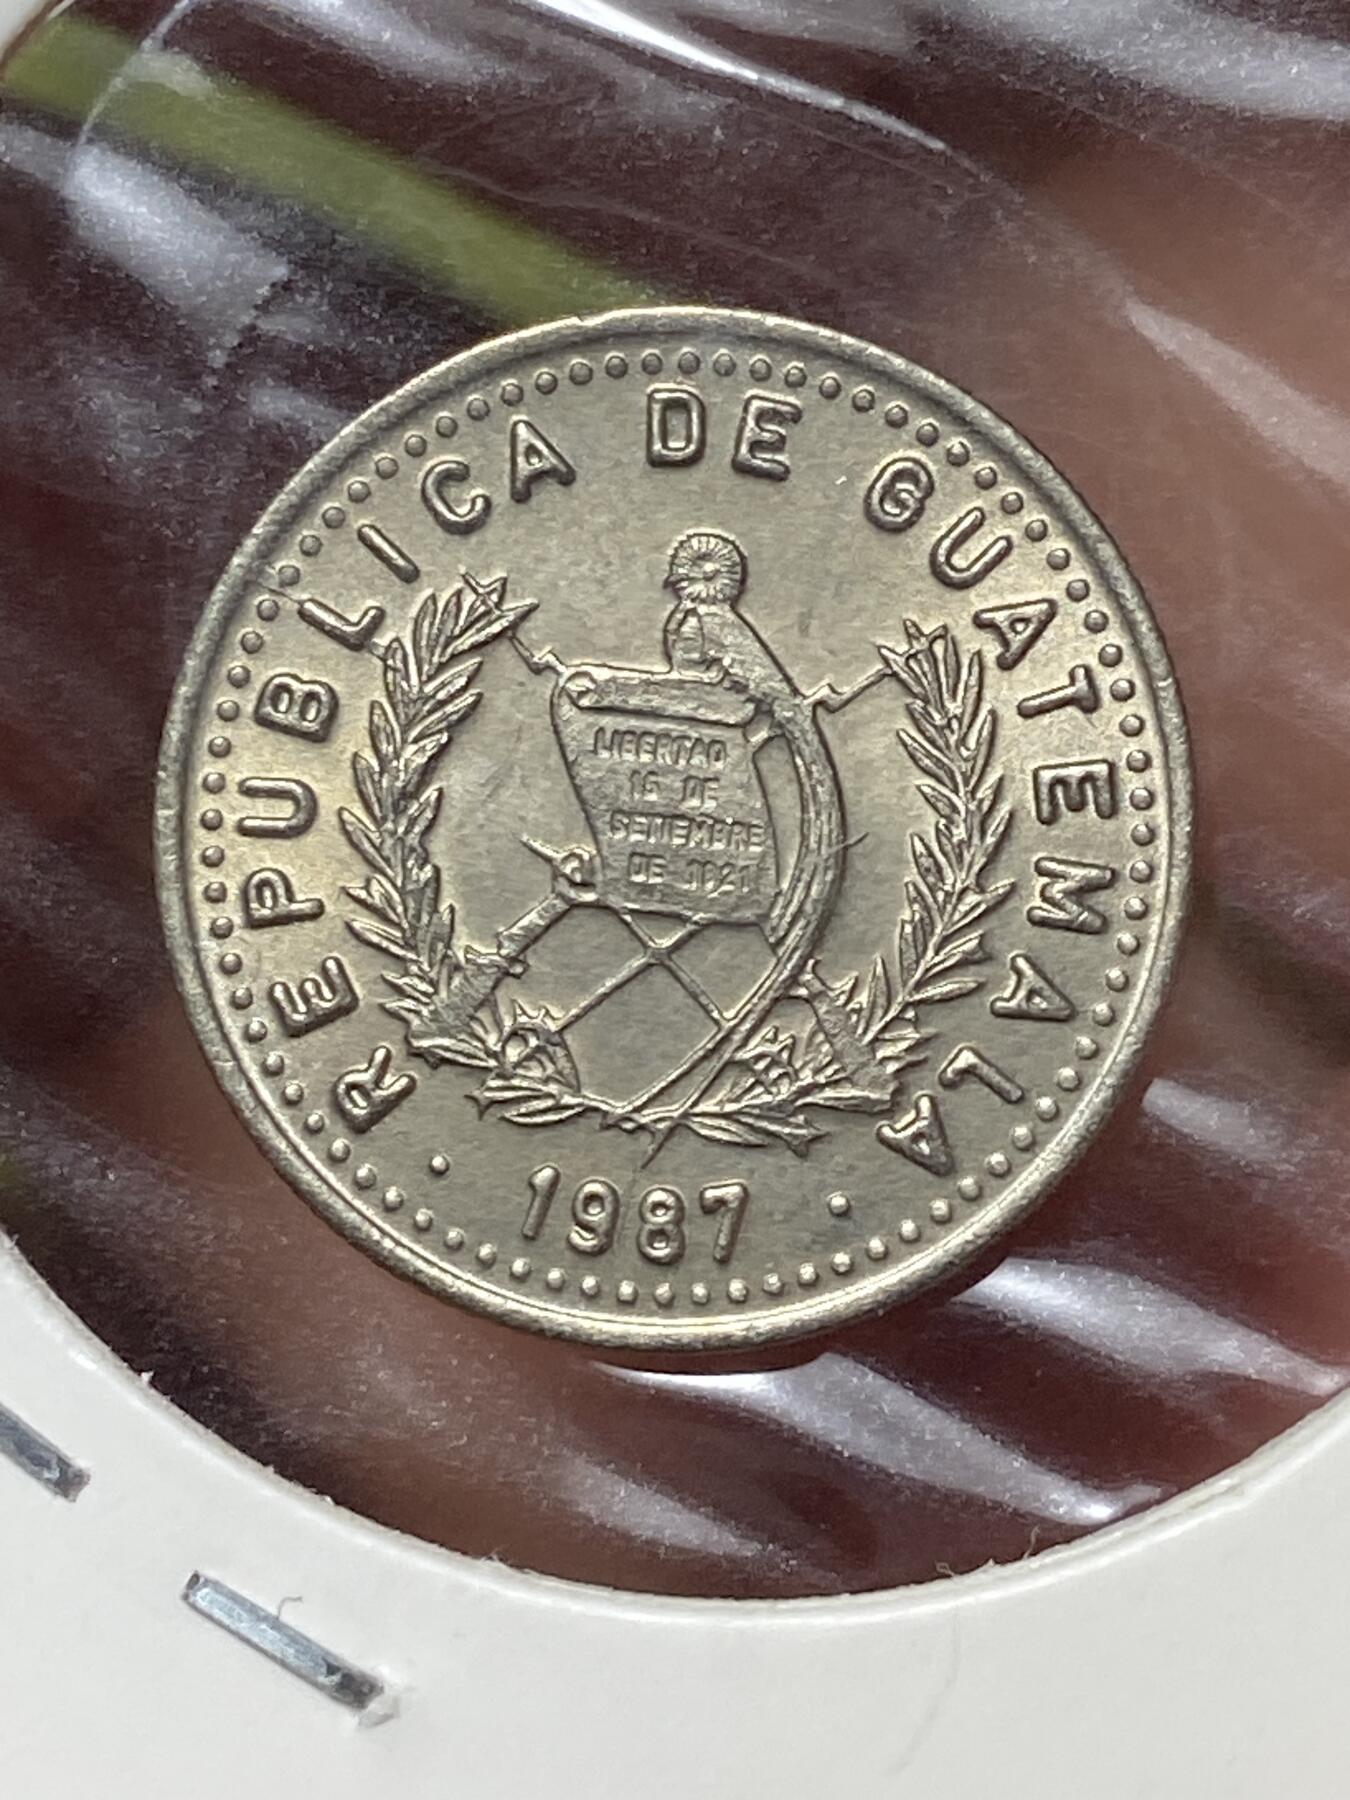 REPUBLICA DE GUATEMALA
LIBERTAD
15 DE
SETIEMBRE
DE 1821
· 1987 ·